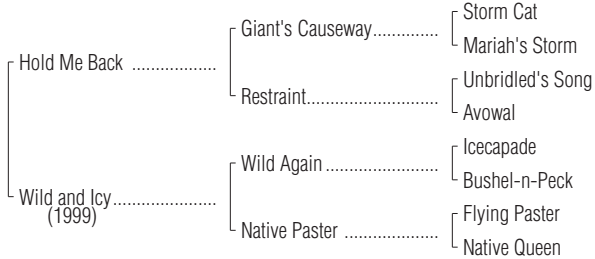 Storm Cat
Giant's Causeway..............
Mariah's Storm
Hold Me Back ..................
Unbridled's Song
Restraint............................
Avowal
Icecapade
Wild Again ........................
Bushel-n-Peck
Wild and Icy......................
(1999)
Flying Paster
Native Paster ....................
Native Queen